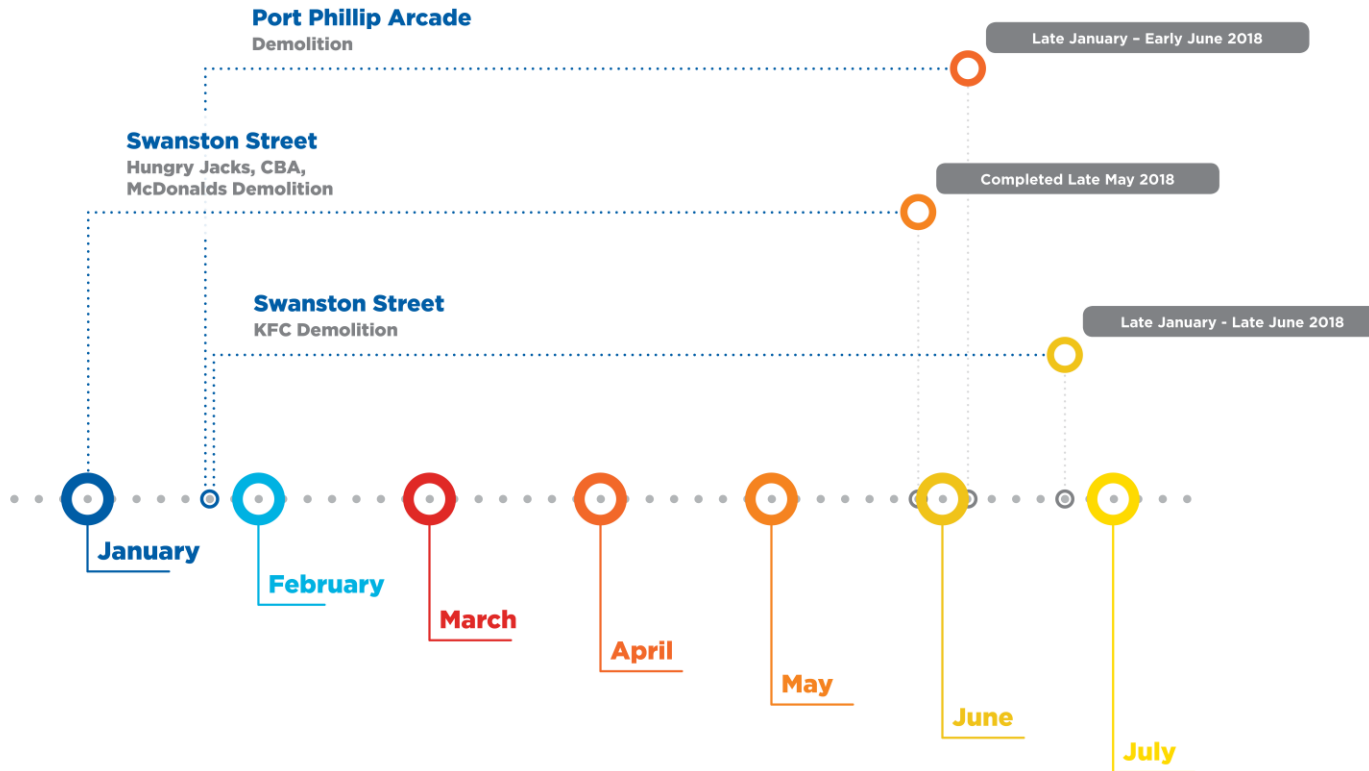 Port Phillip Arcade
Demolition
Late January – Early June 2018
Swanston Street
Hungry Jacks, CBA,
McDonalds Demolition
Completed Late May 2018
Swanston Street
KFC Demolition
Late January - Late June 2018
January
February
March
April
May
June
July